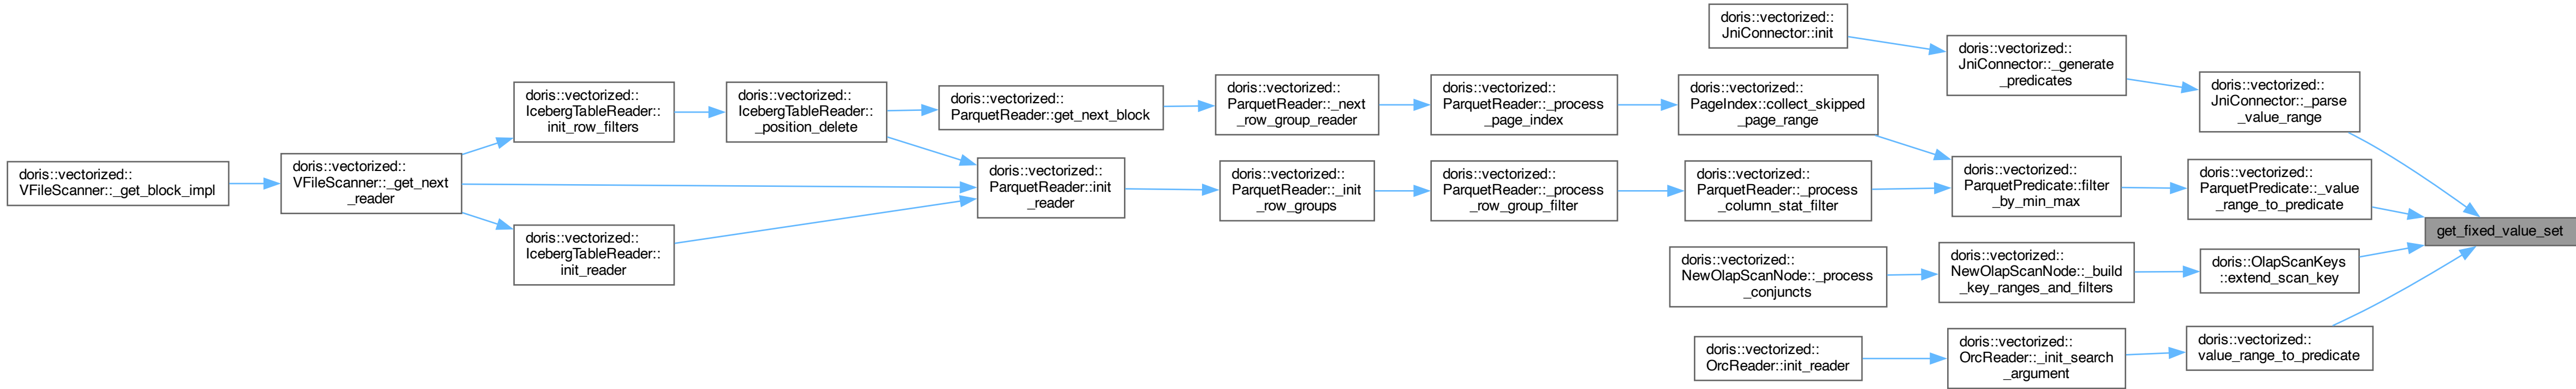 doris::vectorized::
VFileScanner::_get_block_impl
doris::vectorized::
VFileScanner::_get_next
_reader
doris::vectorized::
IcebergTableReader::
init_row_filters
doris::vectorized::
IcebergTableReader::
init_reader
doris::vectorized::
IcebergTableReader::
_position_delete
doris::vectorized::
ParquetReader::get_next_block
doris::vectorized::
ParquetReader::init
_reader
doris::vectorized::
ParquetReader::_next
_row_group_reader
doris::vectorized::
ParquetReader::_init
_row_groups
doris::vectorized::
ParquetReader::_process
_page_index
doris::vectorized::
ParquetReader::_process
_row_group_filter
doris::vectorized::
JniConnector::init
doris::vectorized::
PageIndex::collect_skipped
_page_range
doris::vectorized::
ParquetReader::_process
_column_stat_filter
doris::vectorized::
NewOlapScanNode::_process
_conjuncts
doris::vectorized::
OrcReader::init_reader
doris::vectorized::
JniConnector::_generate
_predicates
doris::vectorized::
ParquetPredicate::filter
_by_min_max
doris::vectorized::
NewOlapScanNode::_build
_key_ranges_and_filters
doris::vectorized::
OrcReader::_init_search
_argument
doris::vectorized::
JniConnector::_parse
_value_range
doris::vectorized::
ParquetPredicate::_value
_range_to_predicate
doris::OlapScanKeys
::extend_scan_key
doris::vectorized::
value_range_to_predicate
get_fixed_value_set